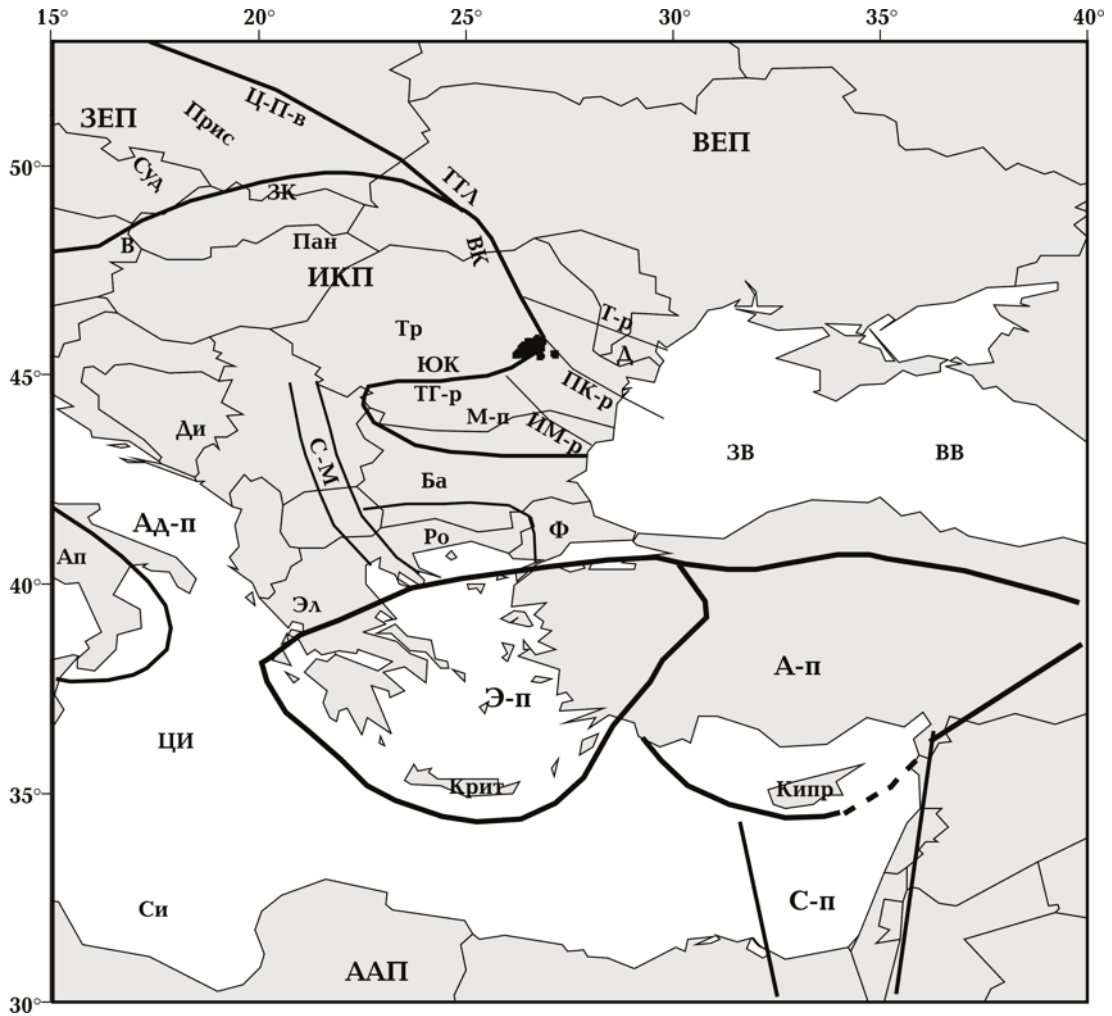 15° 20° 25° 30° 35° 40°
Ц-П-в
ЗЕП
Прис
ВЕП
50°
Суд
ТТЛ
ЗК
В
Пан
ВК
ИКП
Т-р
Тр
Д
45°
ЮК
ТГ-р
ПК-р
М-п
Ди
ИМ-р
С-М
ЗВ
ВВ
Ба
Ад-п
Ро
Ф
Ап
40°
Эл
А-п
Э-п
ЦИ
35°
Крит
Кипр
Си
С-п
ААП
30°